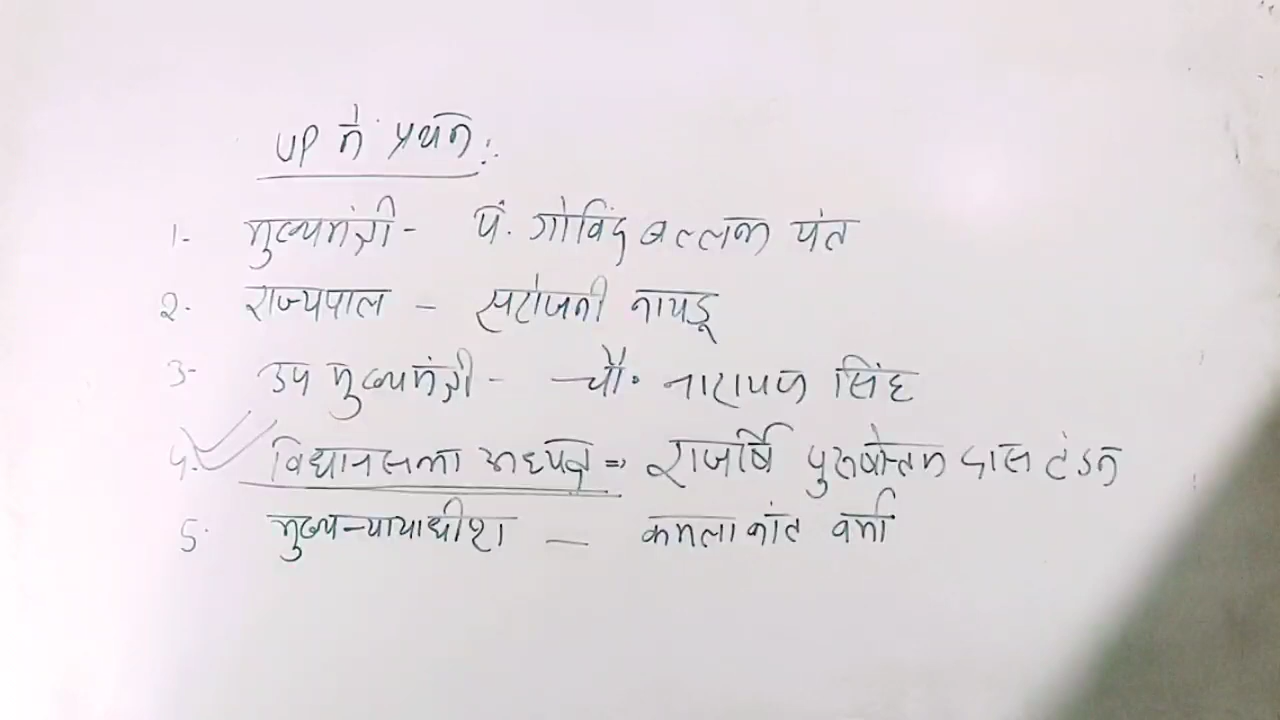 UP में प्रथम :
1- मुख्यमंत्री - पं. गोविंद बल्लभ पंत
2. राज्यपाल - सरोजनी नायडू
3- उप मुख्यमंत्री - चौ० नारायण सिंह
4. विधानसभा अध्यक्ष => राजर्षि पुरुषोत्तम दास टंडन
5. मुख्य न्यायाधीश - कमलाकांत वर्मा